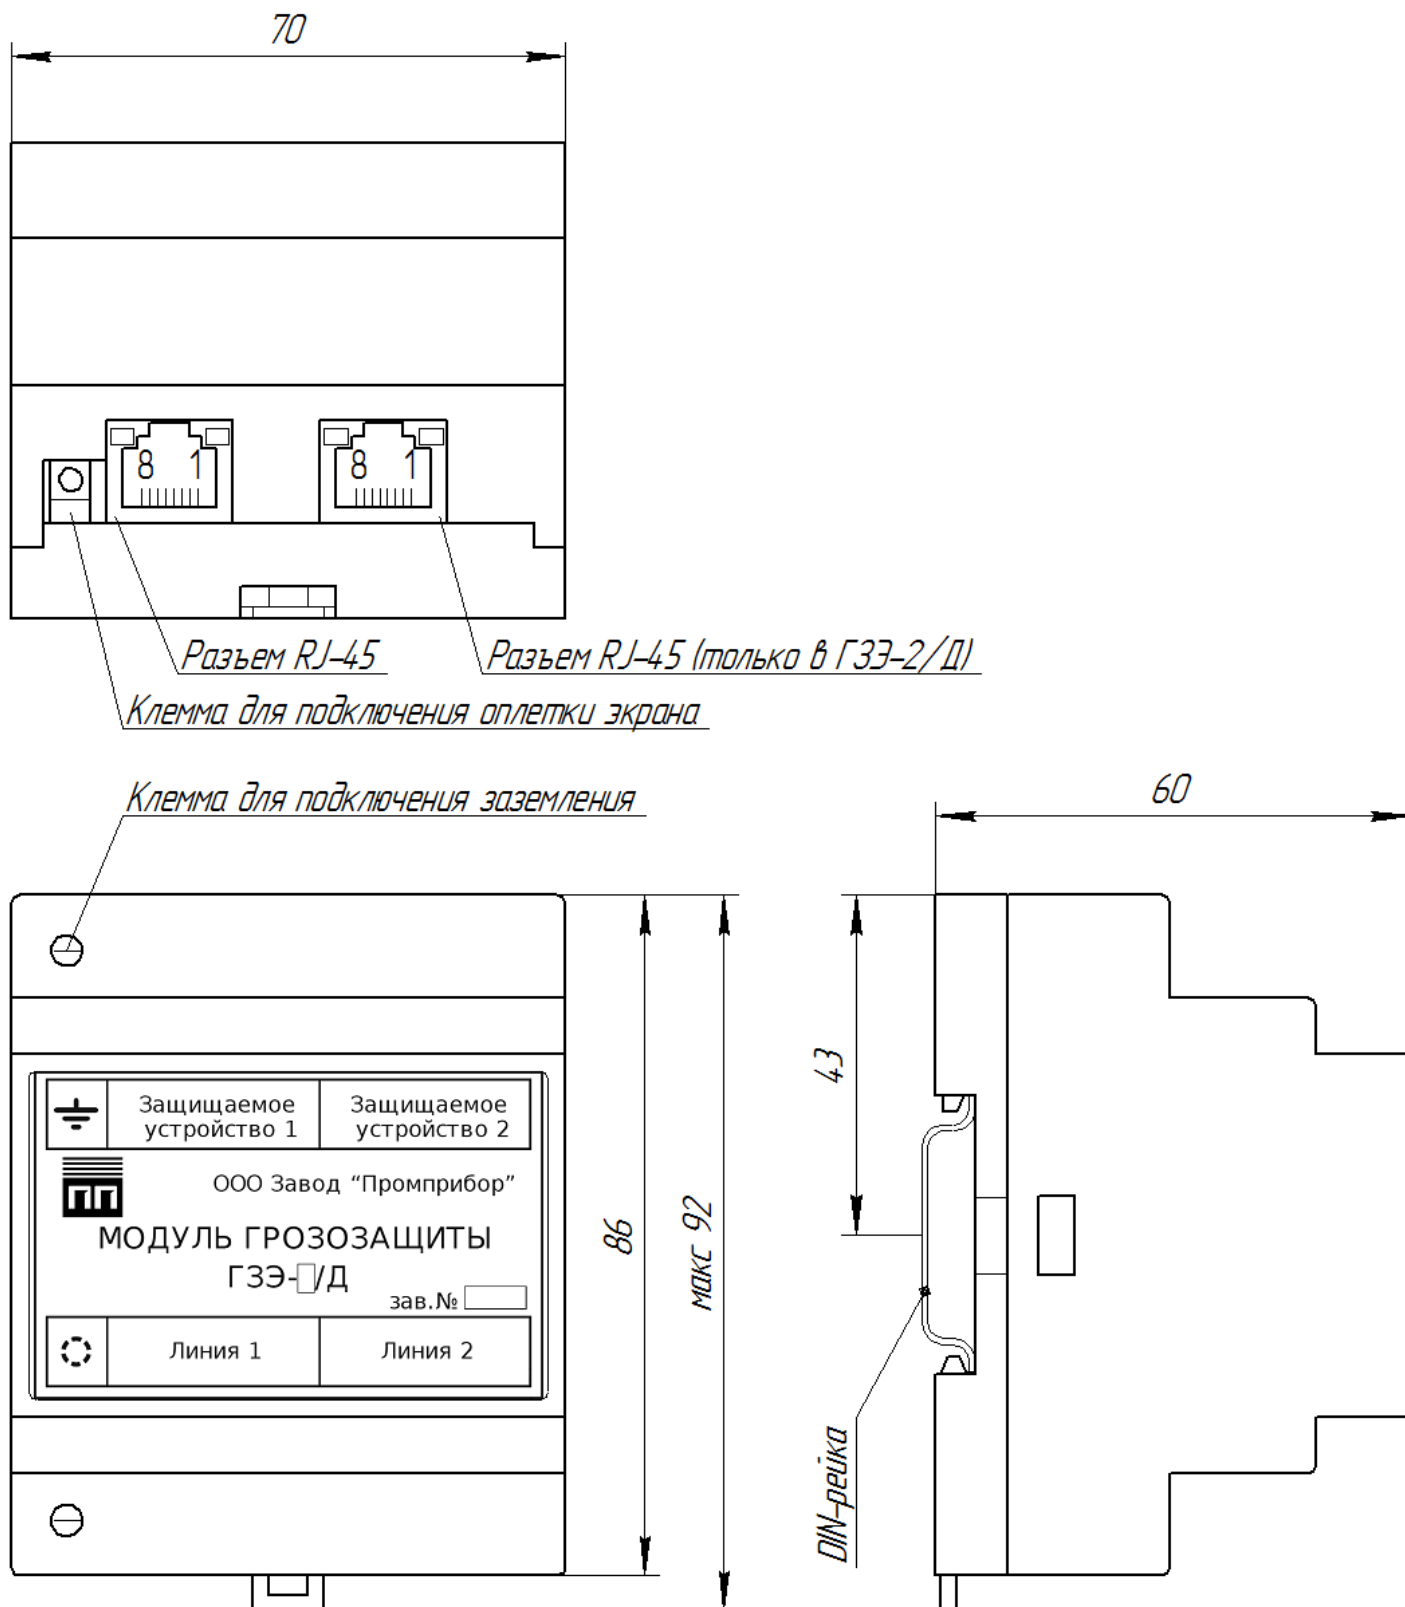 70
8 1
8 1
Разъем RJ-45
Разъем RJ-45 (только в ГЗЭ-2/Д)
Клемма для подключения оплетки экрана
Клемма для подключения заземления
60
43
86
макс 92
Защищаемое
устройство 1
Защищаемое
устройство 2
ПП
ООО Завод “Промприбор”
МОДУЛЬ ГРОЗОЗАЩИТЫ
ГЗЭ-□/Д
зав.№
Линия 1
Линия 2
DIN-рейка